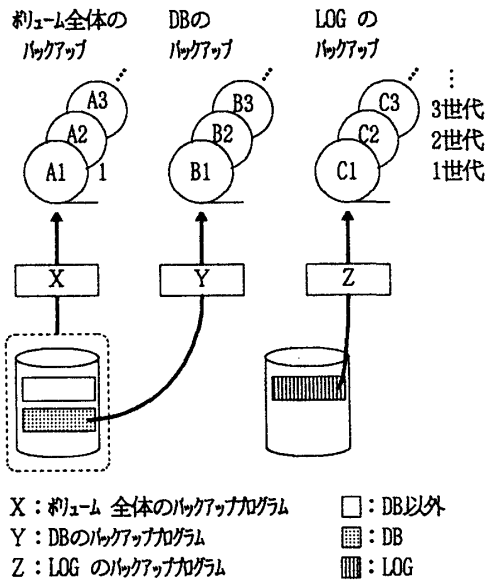 ボリューム全体の DBの LOG の
バックアップ バックアップ バックアップ
A3 B3 C3 3世代
A2 B2 C2 2世代
A1 1 B1 C1 1世代
X Y Z
X：ボリューム 全体のバックアッププログラム □：DB以外
Y：DBのバックアッププログラム ：DB
Z：LOG のバックアッププログラム ：LOG